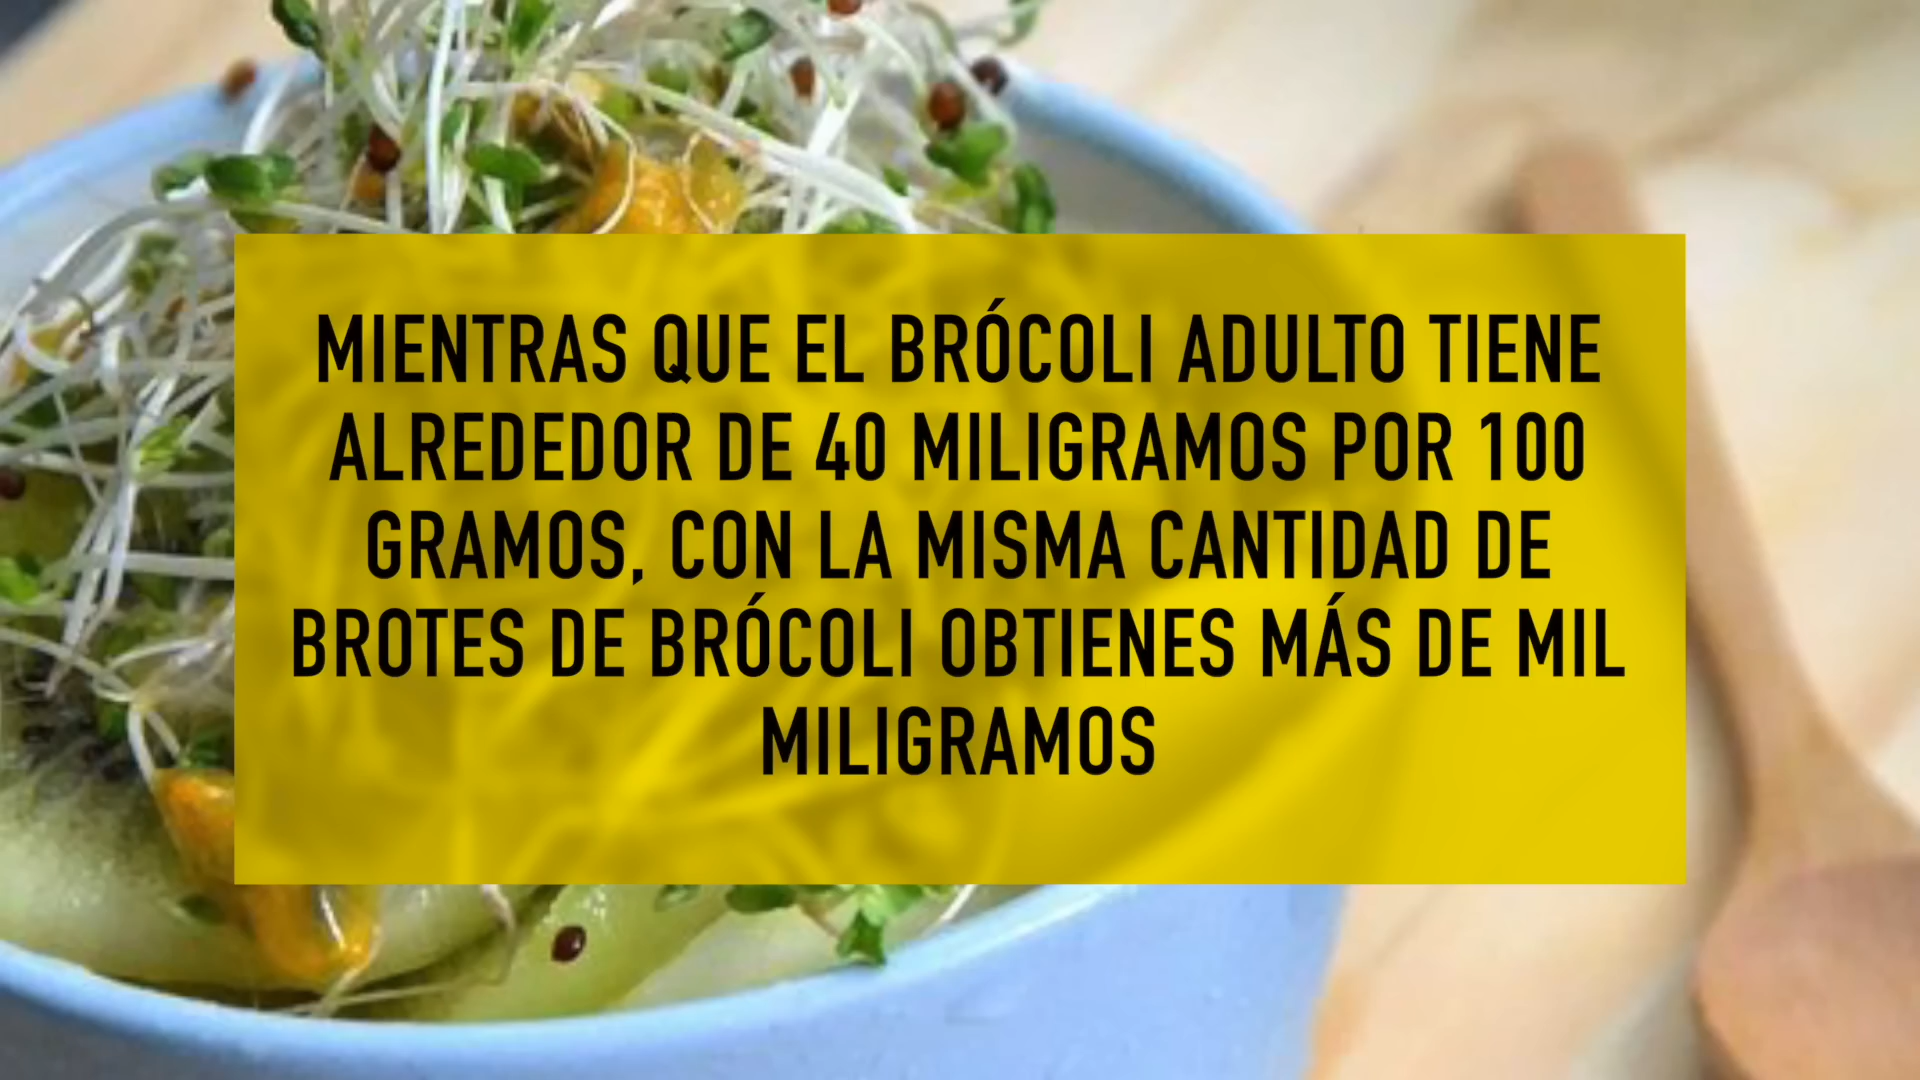 MIENTRAS QUE EL BRÓCOLI ADULTO TIENE
ALREDEDOR DE 40 MILIGRAMOS POR 100
GRAMOS, CON LA MISMA CANTIDAD DE
BROTES DE BRÓCOLI OBTIENES MÁS DE MIL
MILIGRAMOS